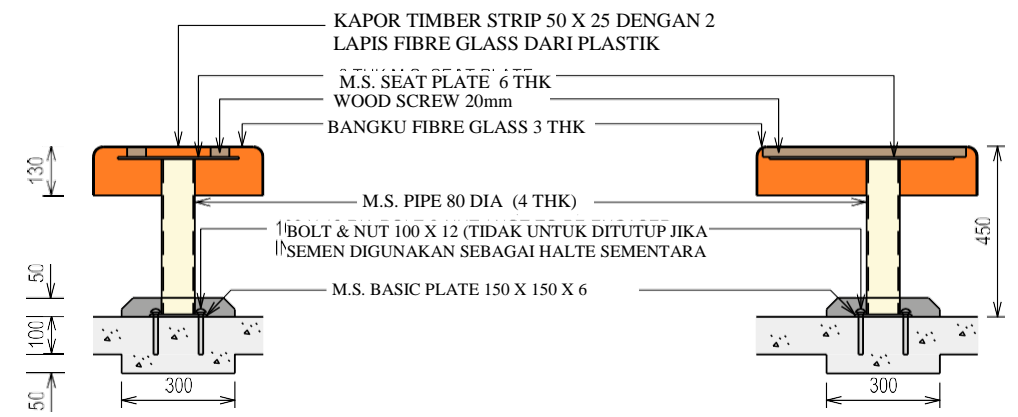 KAPOR TIMBER STRIP 50 X 25 DENGAN 2
LAPIS FIBRE GLASS DARI PLASTIK
M.S. SEAT PLATE 6 THK
WOOD SCREW 20mm
BANGKU FIBRE GLASS 3 THK
130
M.S. PIPE 80 DIA (4 THK)
450
BOLT & NUT 100 X 12 (TIDAK UNTUK DITUTUP JIKA
SEMEN DIGUNAKAN SEBAGAI HALTE SEMENTARA
50
M.S. BASIC PLATE 150 X 150 X 6
100
300
300
50